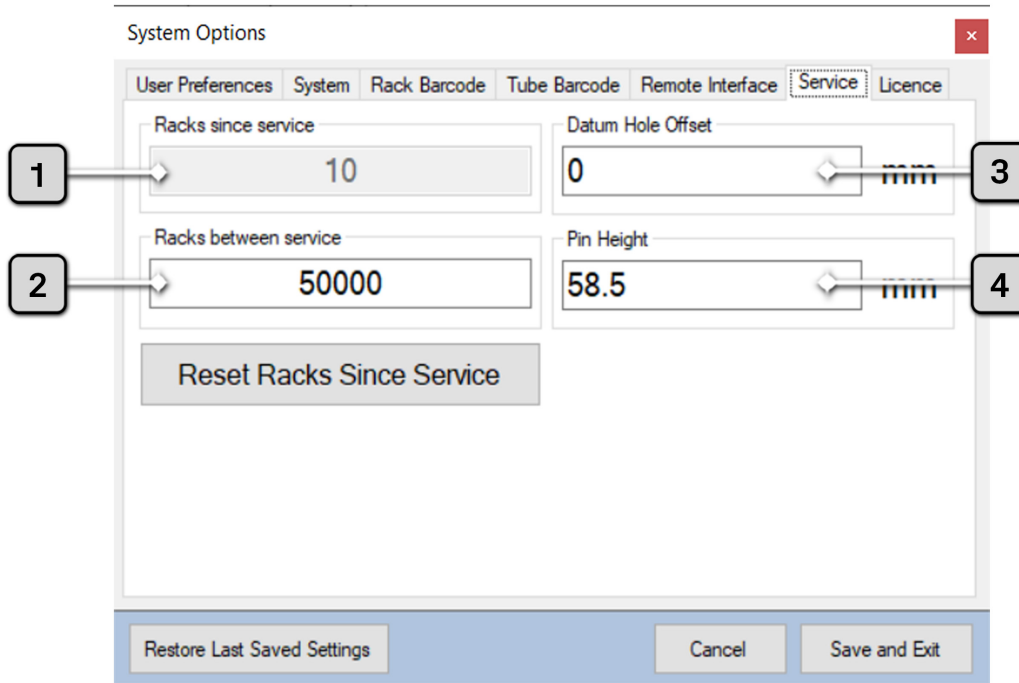 System Options
×
User Preferences System Rack Barcode Tube Barcode Remote Interface Service Licence
Racks since service
Datum Hole Offset
1
10
0
mm
3
Racks between service
Pin Height
2
50000
58.5
mm
4
Reset Racks Since Service
Restore Last Saved Settings
Cancel
Save and Exit